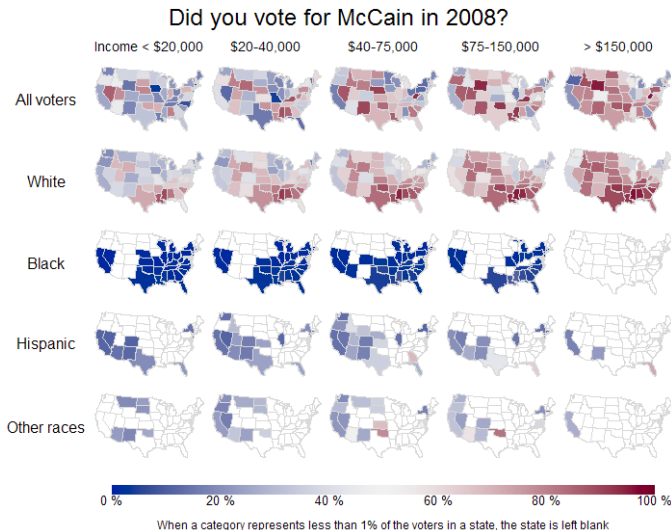 Did you vote for McCain in 2008?
Income < $20,000 $20-40,000 $40-75,000 $75-150,000 > $150,000
All voters
White
Black
Hispanic
Other races
0 % 20 % 40 % 60 % 80 % 100 %
When a category represents less than 1% of the voters in a state, the state is left blank